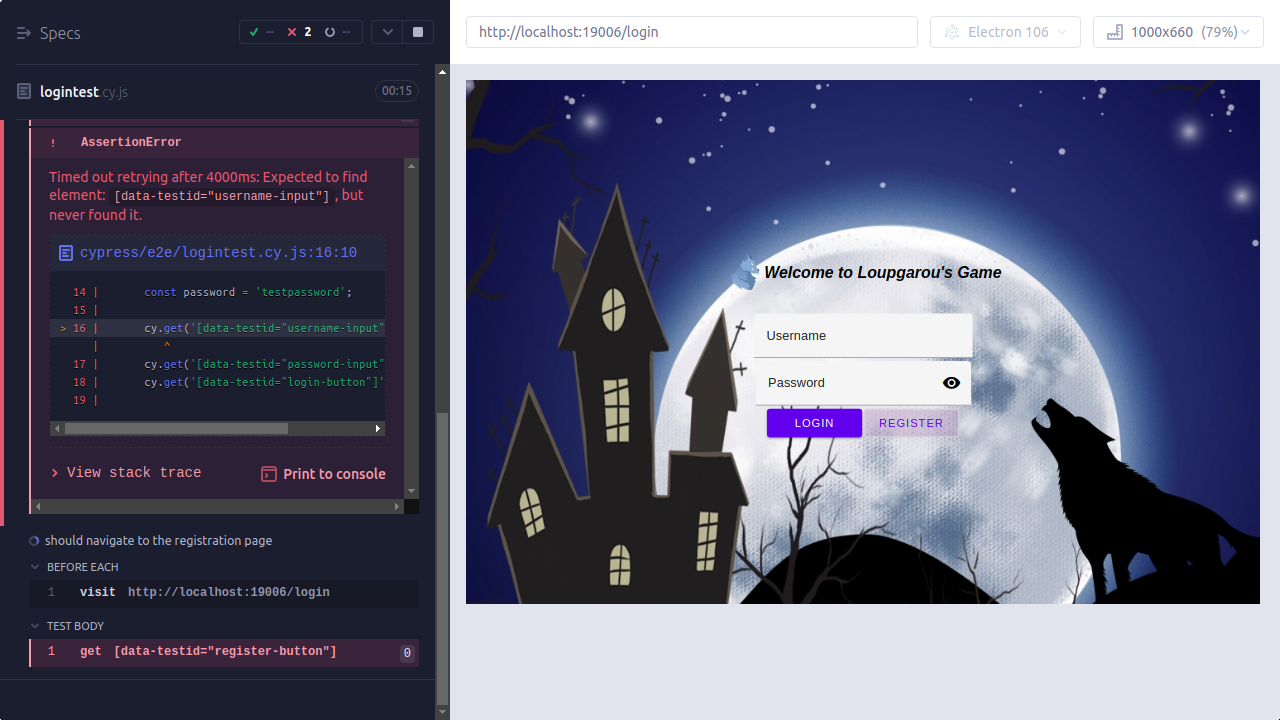 Specs
-- 2 --
logintest.cy.js
00:15
! AssertionError
Timed out retrying after 4000ms: Expected to find
element: [data-testid="username-input"] , but
never found it.
cypress/e2e/logintest.cy.js:16:10
14 | const password = 'testpassword';
15 |
> 16 | cy.get('[data-testid="username-input"
| ^
17 | cy.get('[data-testid="password-input"
18 | cy.get('[data-testid="login-button"]'
19 |
> View stack trace
Print to console
should navigate to the registration page
BEFORE EACH
1 visit http://localhost:19006/login
TEST BODY
1 get [data-testid="register-button"] 0
http://localhost:19006/login
Electron 106
1000x660 (79%)
Welcome to Loupgarou's Game
Username
Password
LOGIN
REGISTER